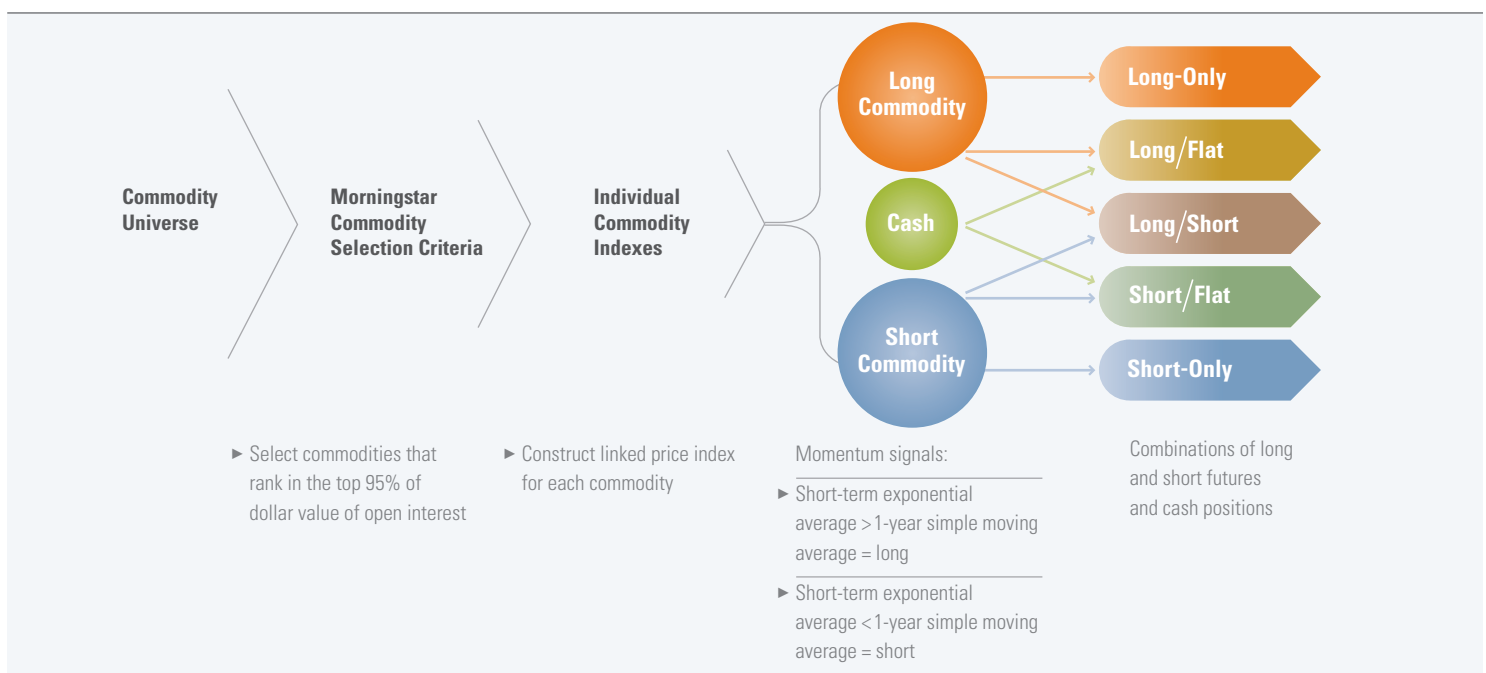 Commodity
Universe
Morningstar
Commodity
Selection Criteria
Individual
Commodity
Indexes
Long
Commodity
Cash
Short
Commodity
Long-Only
Long/Flat
Long/Short
Short/Flat
Short-Only
► Select commodities that
rank in the top 95% of
dollar value of open interest
► Construct linked price index
for each commodity
Momentum signals:
► Short-term exponential
average >1-year simple moving
average = long
► Short-term exponential
average <1-year simple moving
average = short
Combinations of long
and short futures
and cash positions